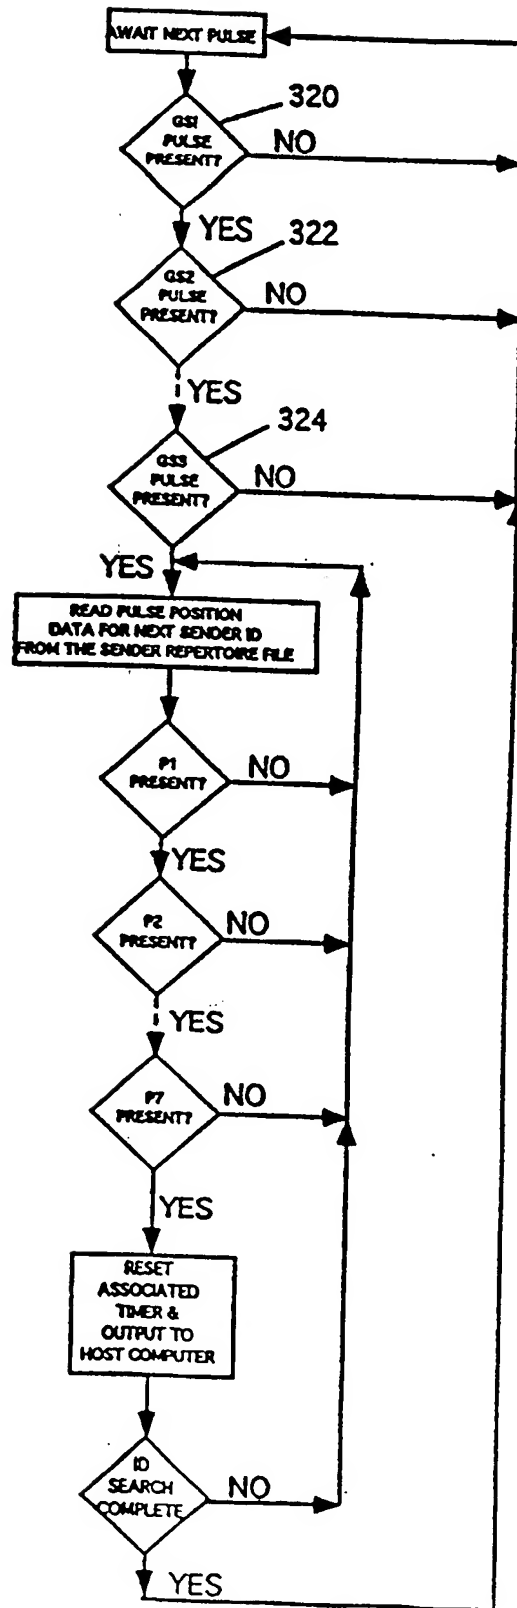 AWAIT NEXT PULSE
320
GS1
PULSE
PRESENT?
NO
YES
322
GS2
PULSE
PRESENT?
NO
YES
324
GS3
PULSE
PRESENT?
NO
YES
READ PULSE POSITION
DATA FOR NEXT SENDER ID
FROM THE SENDER REPERTOIRE FILE
P1
PRESENT?
NO
YES
P2
PRESENT?
NO
YES
P7
PRESENT?
NO
YES
RESET
ASSOCIATED
TIMER &
OUTPUT TO
HOST COMPUTER
ID
SEARCH
COMPLETE
NO
YES